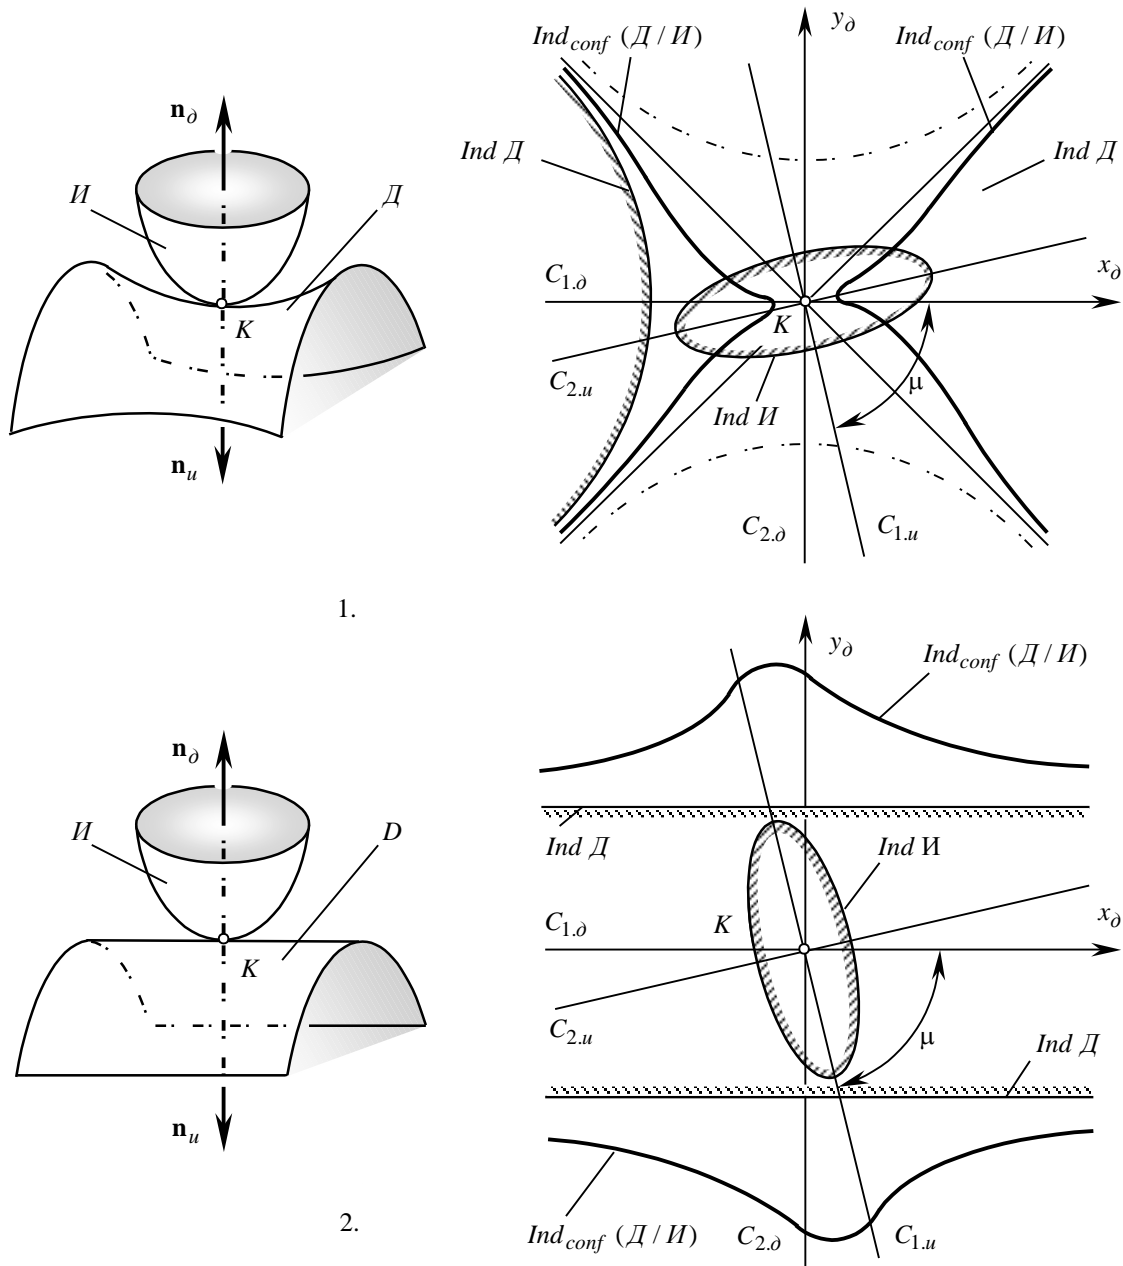 n_д
И
Д
K
n_и
1.
y_д
Ind_conf (Д / И)
Ind_conf (Д / И)
Ind Д
Ind Д
C_1.д
x_д
K
C_2.и
Ind И
μ
C_2.д
C_1.и
n_д
И
D
K
n_и
2.
y_д
Ind_conf (Д / И)
Ind Д
Ind И
C_1.д
K
x_д
C_2.и
μ
Ind Д
Ind_conf (Д / И)
C_2.д
C_1.и